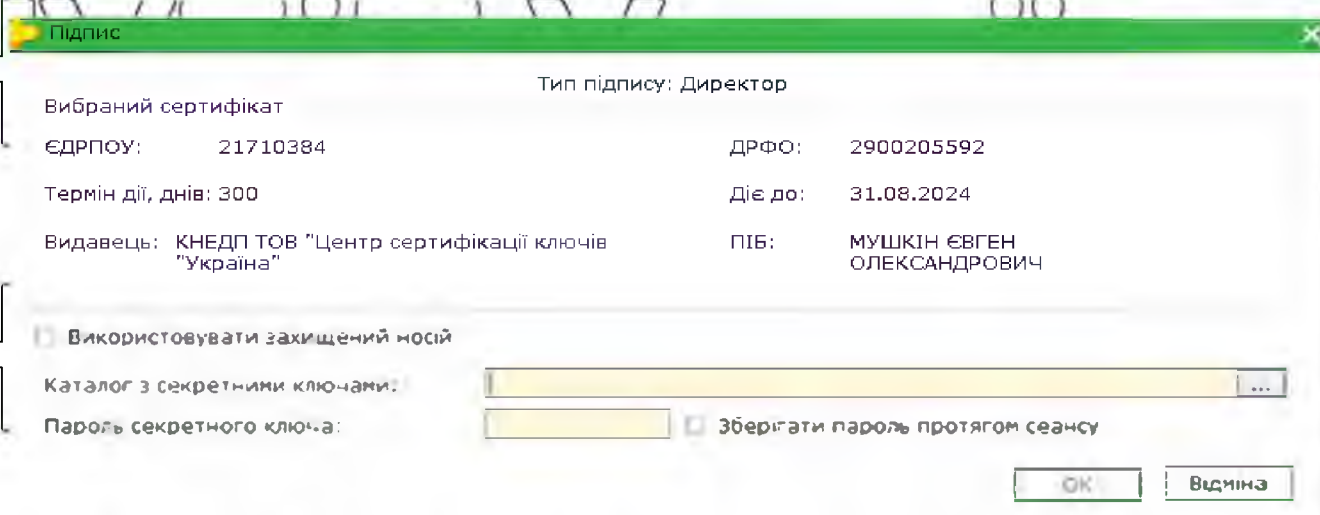 Підпис
Тип підпису: Директор
Вибраний сертифікат
ЄДРПОУ: 21710384 ДРФО: 2900205592
Термін дії, днів: 300 Діє до: 31.08.2024
Видавець: КНЕДП ТОВ "Центр сертифікації ключів ПІБ: МУШКІН ЄВГЕН
"Україна" ОЛЕКСАНДРОВИЧ
Використовувати захищений носій
Каталог з секретними ключами: ...
Пароль секретного ключа: Зберігати пароль протягом сеансу
ОК Відміна